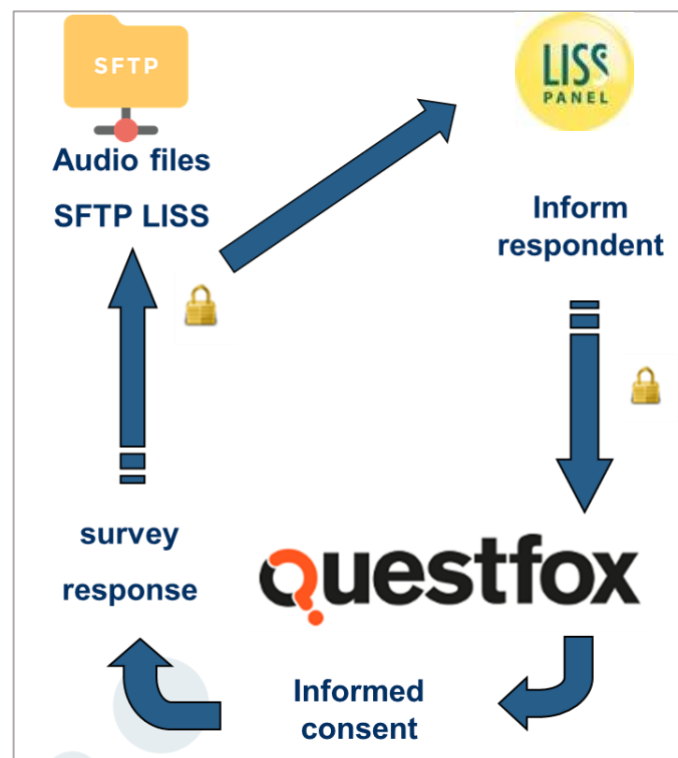 SFTP
Audio files
SFTP LISS
LISS
PANEL
Inform
respondent
survey
response
Questfox
Informed
consent